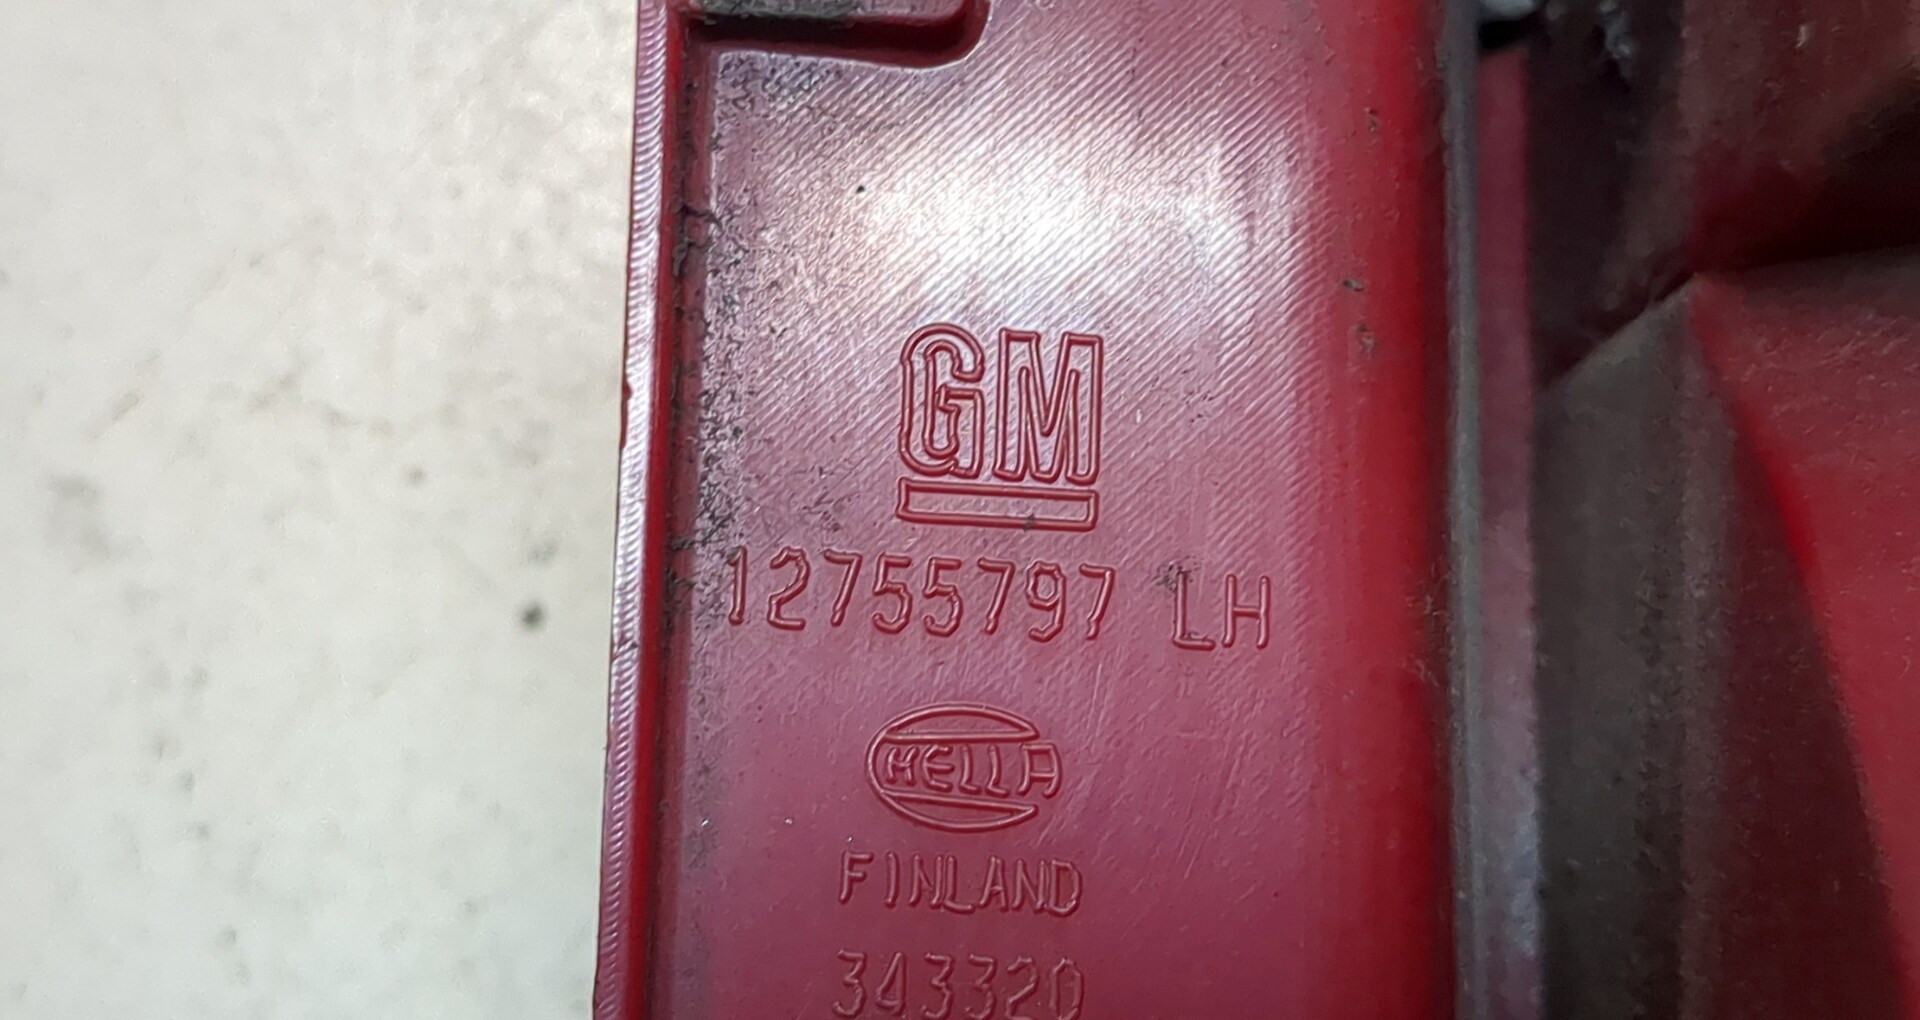 GM
12755797 LH
HELLA
FINLAND
343320